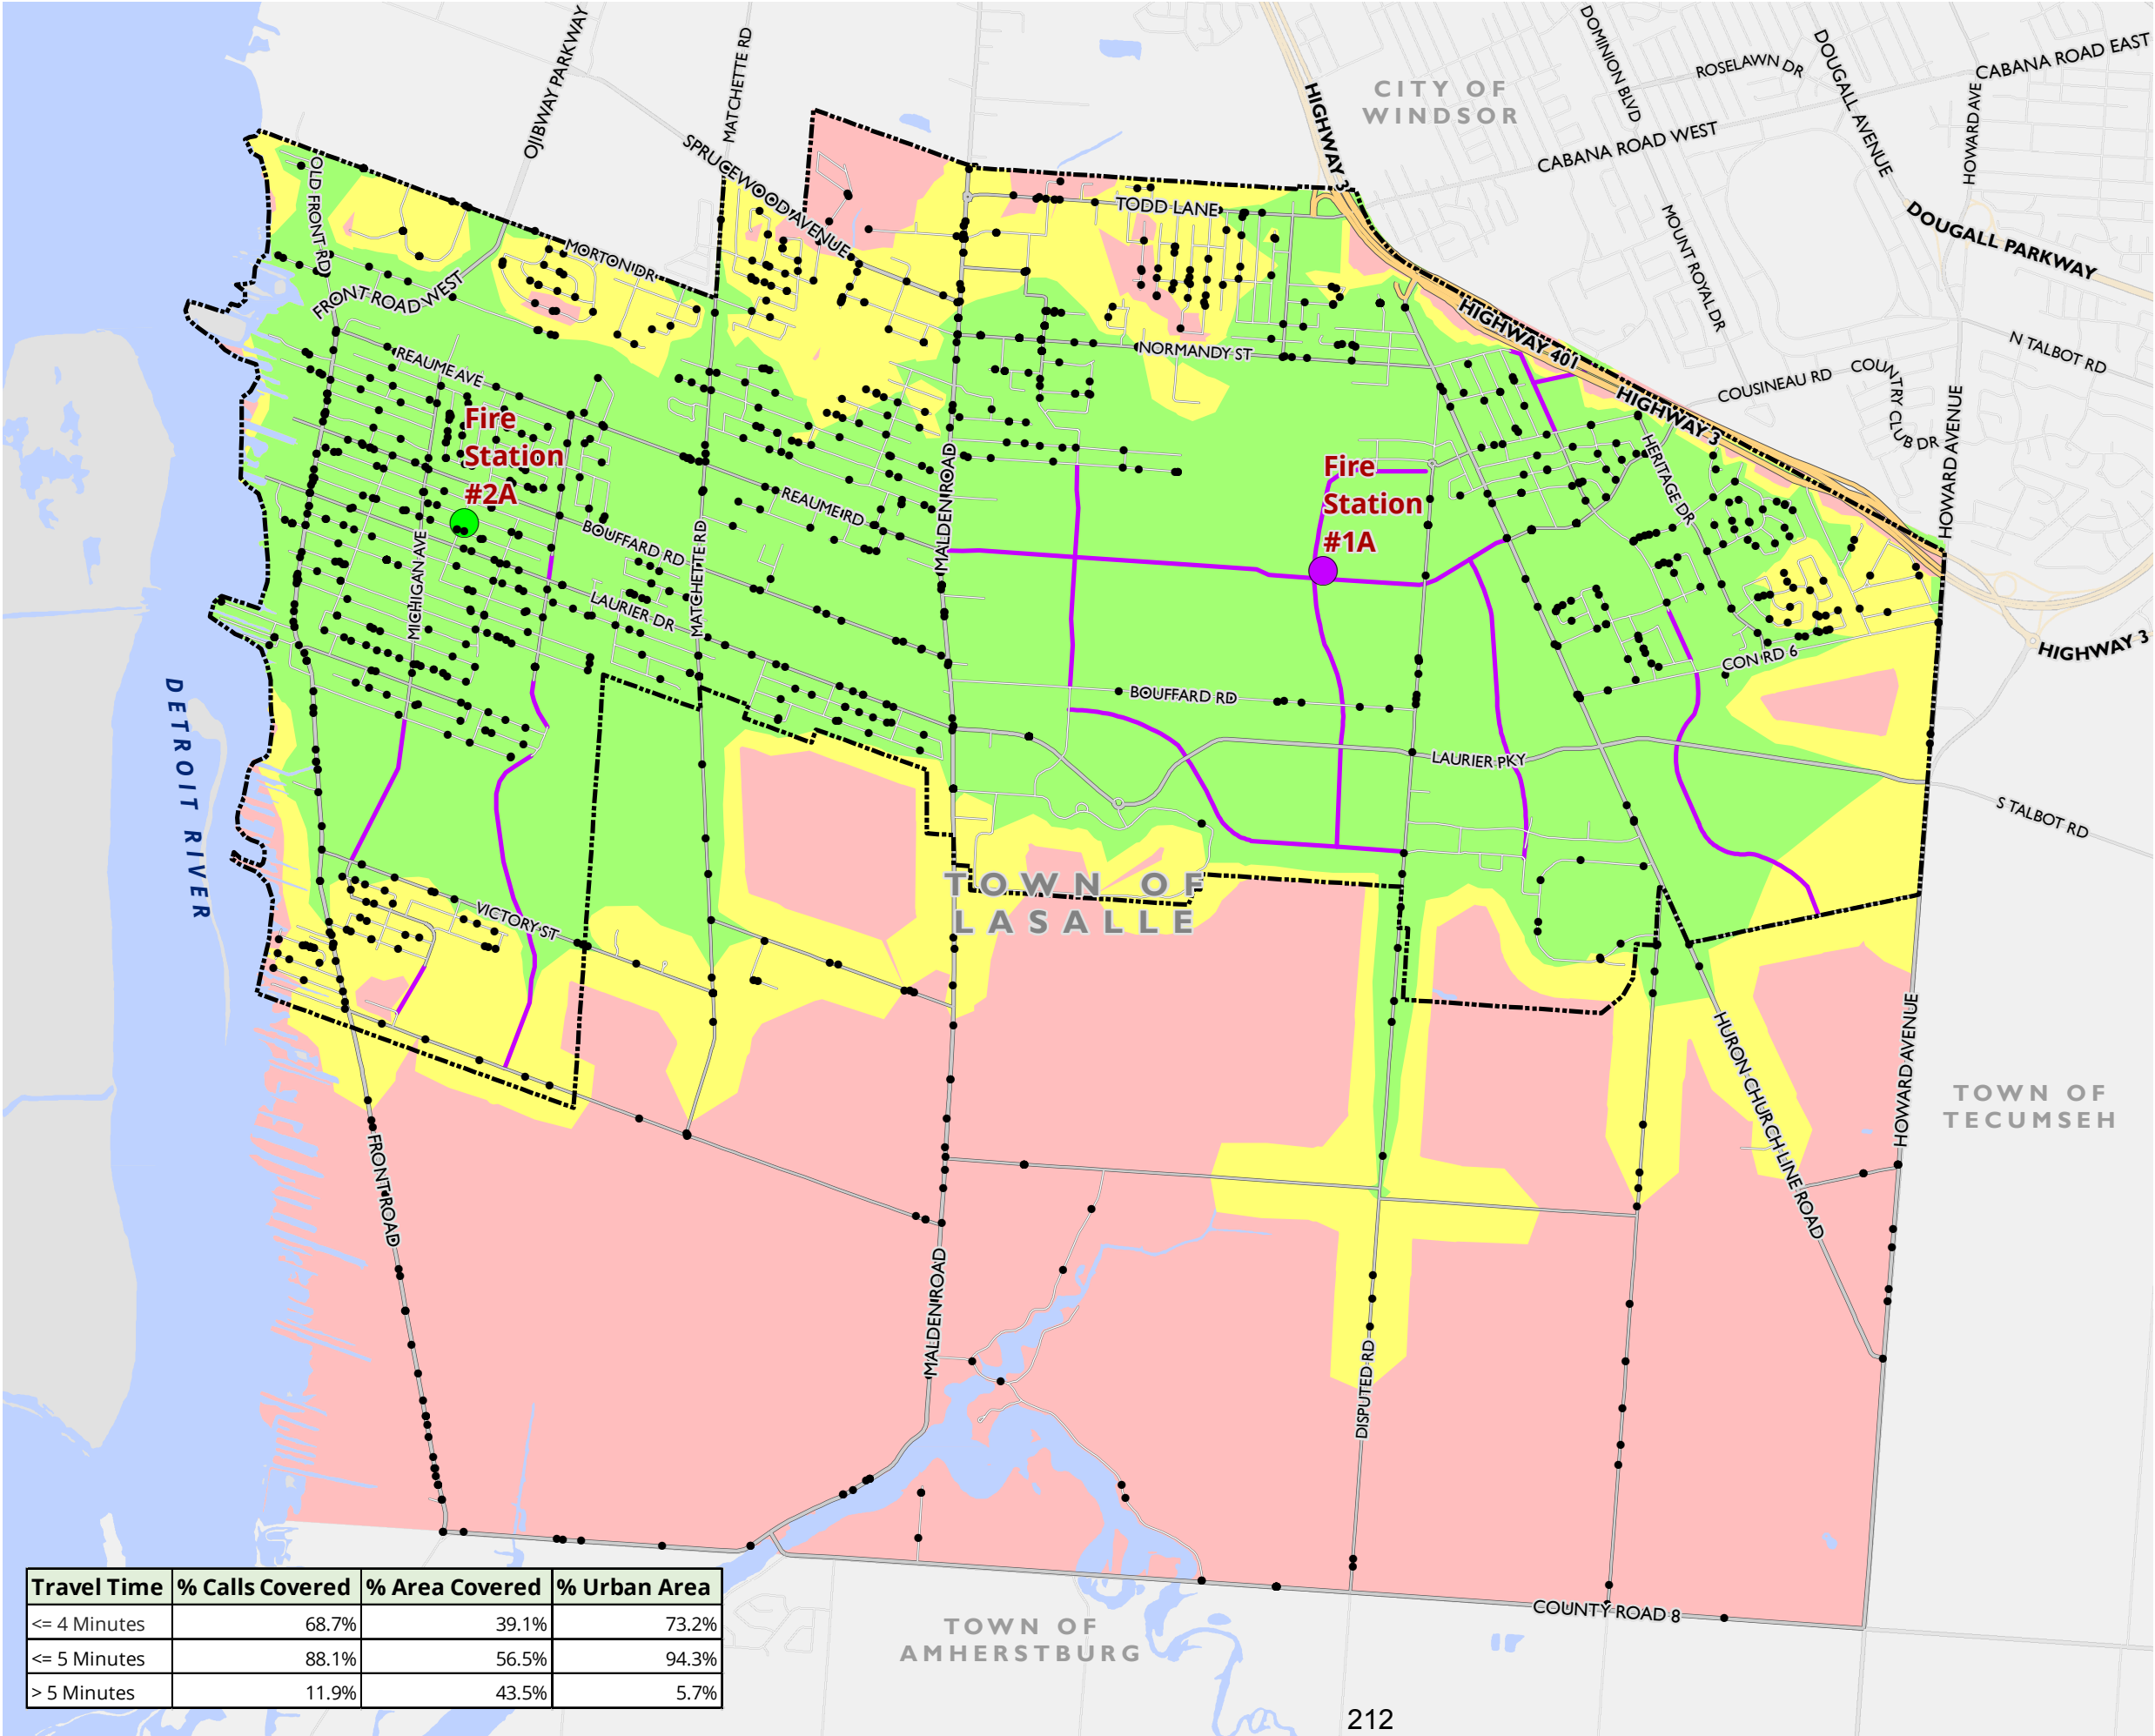 OJIBWAY PARKWAY
MATCHETTE RD
SPRUCEWOOD AVENUE
OLD FRONT RD
MORTON DR
FRONT ROAD WEST
HIGHWAY 3
CITY OF
WINDSOR
DOMINION BLVD
ROSELAWN DR
DOUGALL AVENUE
CABANA ROAD EAST
HOWARD AVE
CABANA ROAD WEST
MOUNT ROYAL DR
DOUGALL PARKWAY
TODD LANE
HIGHWAY 401
N TALBOT RD
COUSINEAU RD
COUNTRY CLUB DR
HIGHWAY 3
HOWARD AVENUE
NORMANDY ST
REAUME AVE
Fire
Station
#2A
REAUME RD
MALDEN ROAD
Fire
Station
#1A
HERITAGE DR
BOUFFARD RD
MATCHETTE RD
MICHIGAN AVE
LAURIER DR
CON RD 6
HIGHWAY 3
BOUFFARD RD
LAURIER PKY
S TALBOT RD
DETROIT RIVER
TOWN OF
LASALLE
VICTORY ST
HURON CHURCH LINE ROAD
HOWARD AVENUE
TOWN OF
TECUMSEH
FRONT ROAD
MALDEN ROAD
DISPUTED RD
COUNTY ROAD 8
TOWN OF
AMHERSTBURG
Travel Time % Calls Covered % Area Covered % Urban Area
<= 4 Minutes 68.7% 39.1% 73.2%
<= 5 Minutes 88.1% 56.5% 94.3%
> 5 Minutes 11.9% 43.5% 5.7%
212